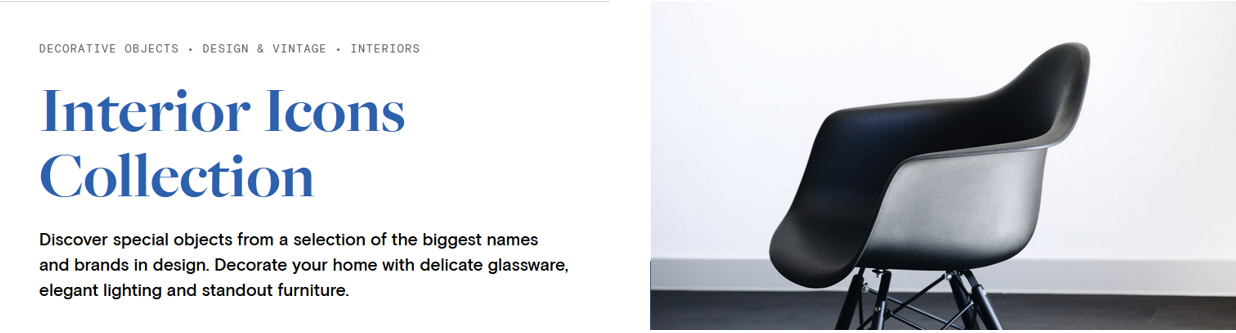 DECORATIVE OBJECTS • DESIGN & VINTAGE • INTERIORS
Interior Icons
Collection
Discover special objects from a selection of the biggest names
and brands in design. Decorate your home with delicate glassware,
elegant lighting and standout furniture.